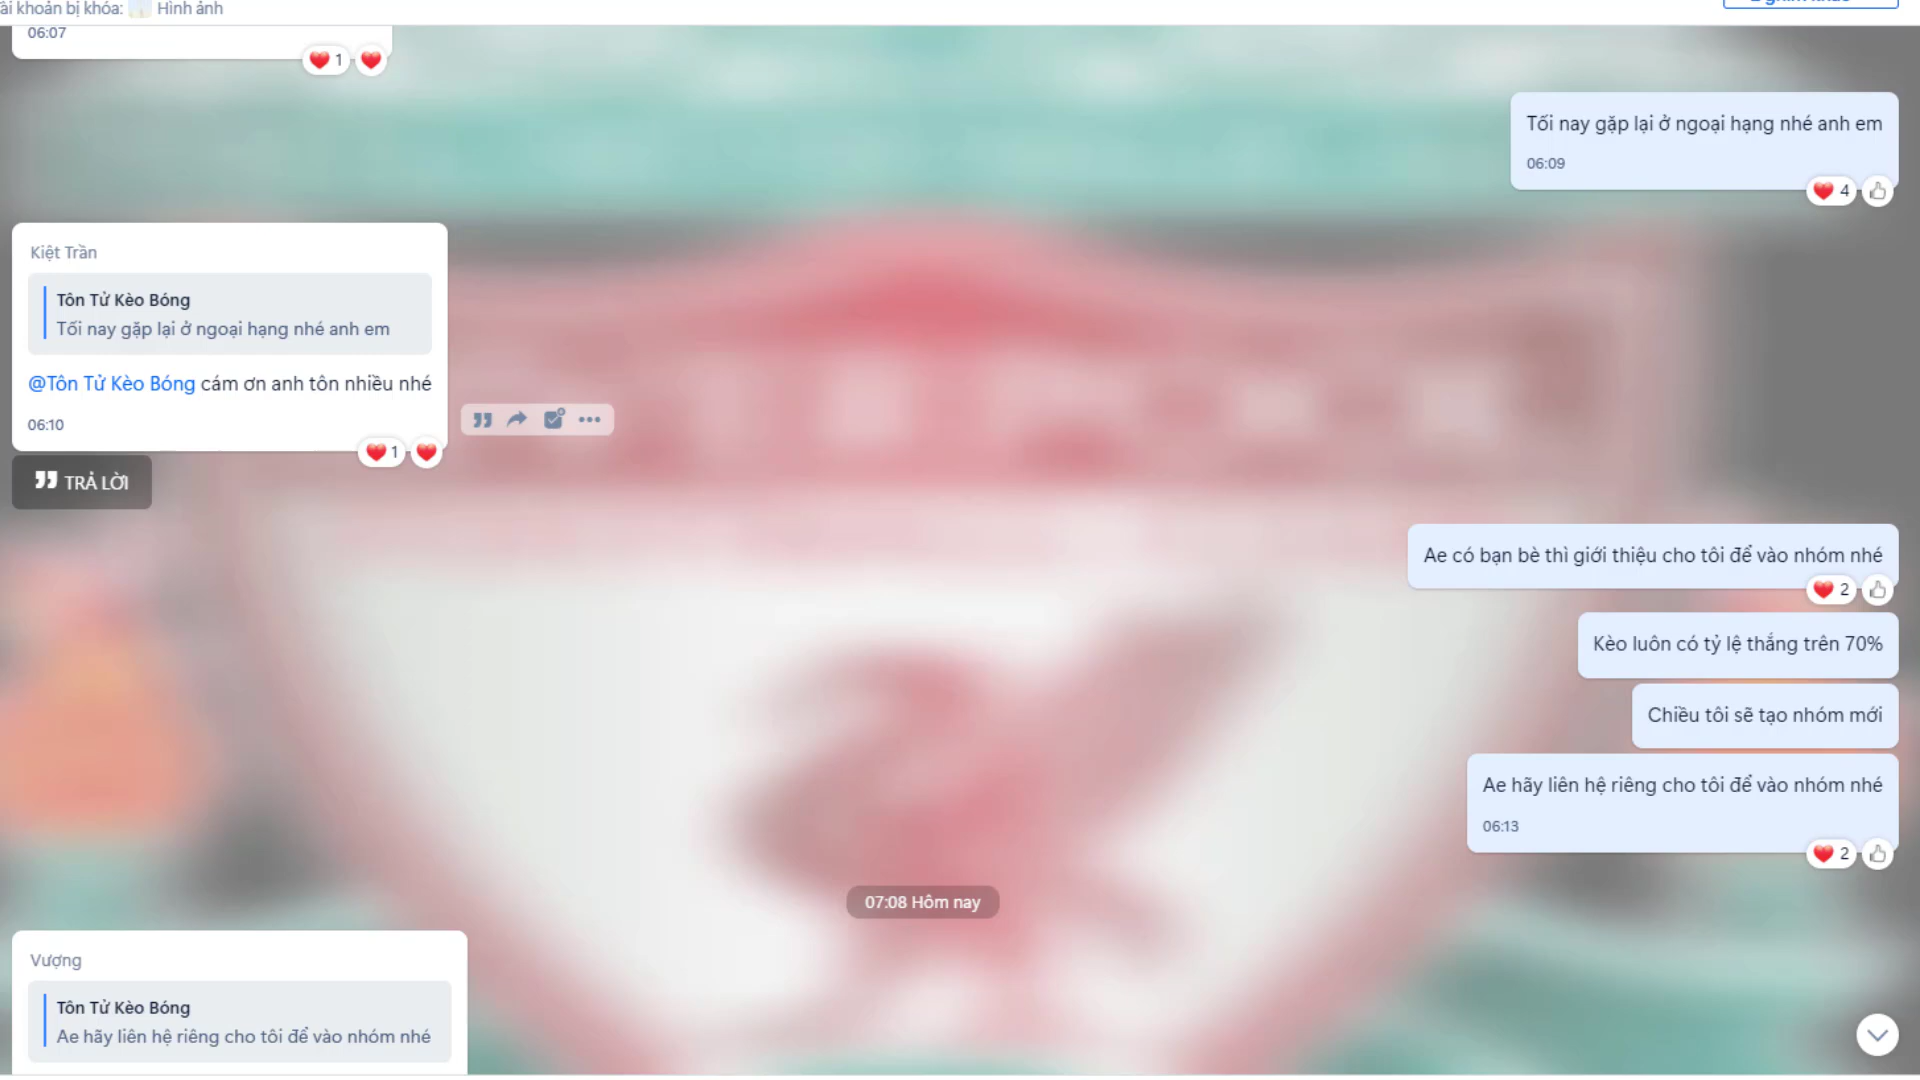 Tài khoản bị khóa: Hình ảnh
06:07
1
Tối nay gặp lại ở ngoại hạng nhé anh em
06:09
4
Kiệt Trần
Tôn Tử Kèo Bóng
Tối nay gặp lại ở ngoại hạng nhé anh em
@Tôn Tử Kèo Bóng cám ơn anh tôn nhiều nhé
06:10
1
TRẢ LỜI
Ae có bạn bè thì giới thiệu cho tôi để vào nhóm nhé
2
Kèo luôn có tỷ lệ thắng trên 70%
Chiều tôi sẽ tạo nhóm mới
Ae hãy liên hệ riêng cho tôi để vào nhóm nhé
06:13
2
07:08 Hôm nay
Vượng
Tôn Tử Kèo Bóng
Ae hãy liên hệ riêng cho tôi để vào nhóm nhé